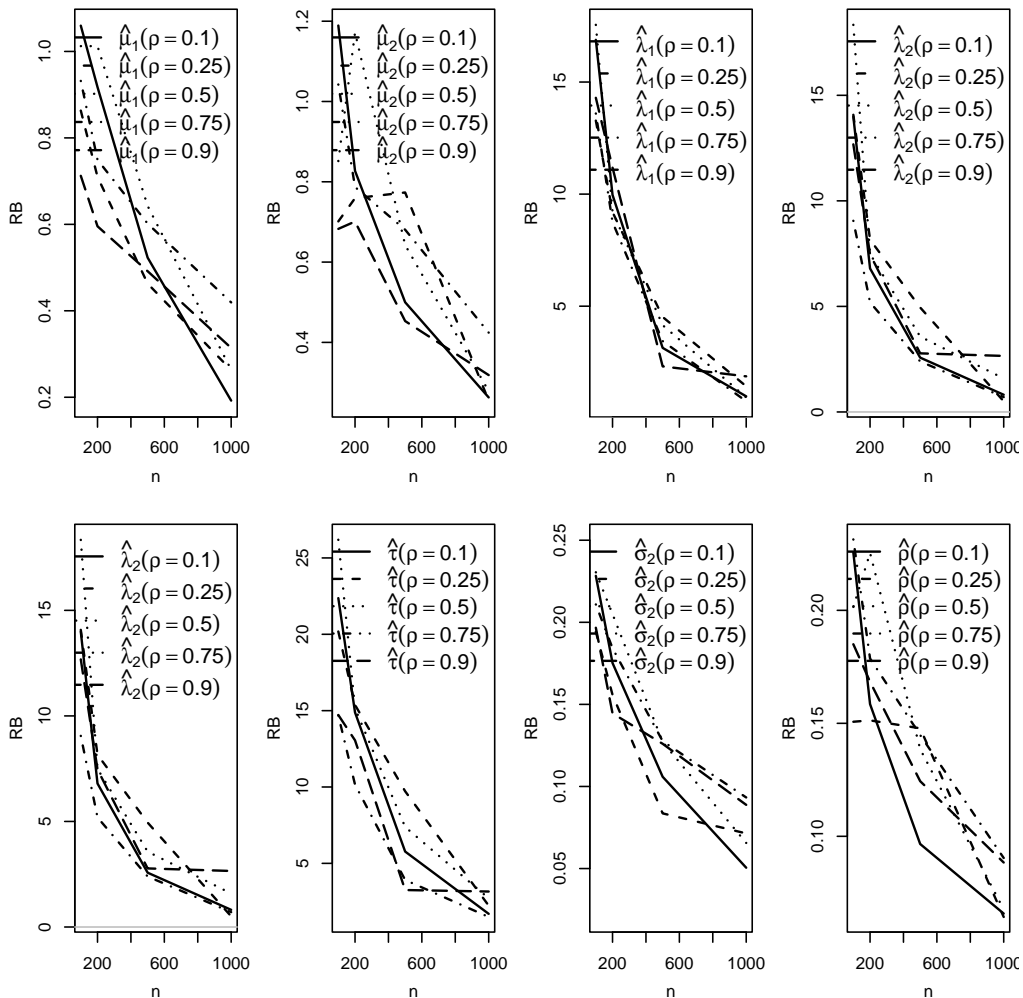 μ̂1(ρ = 0.1)
μ̂1(ρ = 0.25)
μ̂1(ρ = 0.5)
μ̂1(ρ = 0.75)
μ̂1(ρ = 0.9)
RB
0.2 0.4 0.6 0.8 1.0
200 600 1000
n
μ̂2(ρ = 0.1)
μ̂2(ρ = 0.25)
μ̂2(ρ = 0.5)
μ̂2(ρ = 0.75)
μ̂2(ρ = 0.9)
RB
0.4 0.6 0.8 1.0 1.2
200 600 1000
n
λ̂1(ρ = 0.1)
λ̂1(ρ = 0.25)
λ̂1(ρ = 0.5)
λ̂1(ρ = 0.75)
λ̂1(ρ = 0.9)
RB
5 10 15
200 600 1000
n
λ̂2(ρ = 0.1)
λ̂2(ρ = 0.25)
λ̂2(ρ = 0.5)
λ̂2(ρ = 0.75)
λ̂2(ρ = 0.9)
RB
0 5 10 15
200 600 1000
n
λ̂2(ρ = 0.1)
λ̂2(ρ = 0.25)
λ̂2(ρ = 0.5)
λ̂2(ρ = 0.75)
λ̂2(ρ = 0.9)
RB
0 5 10 15
200 600 1000
n
τ̂(ρ = 0.1)
τ̂(ρ = 0.25)
τ̂(ρ = 0.5)
τ̂(ρ = 0.75)
τ̂(ρ = 0.9)
RB
5 10 15 20 25
200 600 1000
n
σ̂2(ρ = 0.1)
σ̂2(ρ = 0.25)
σ̂2(ρ = 0.5)
σ̂2(ρ = 0.75)
σ̂2(ρ = 0.9)
RB
0.05 0.10 0.15 0.20 0.25
200 600 1000
n
ρ̂(ρ = 0.1)
ρ̂(ρ = 0.25)
ρ̂(ρ = 0.5)
ρ̂(ρ = 0.75)
ρ̂(ρ = 0.9)
RB
0.10 0.15 0.20
200 600 1000
n